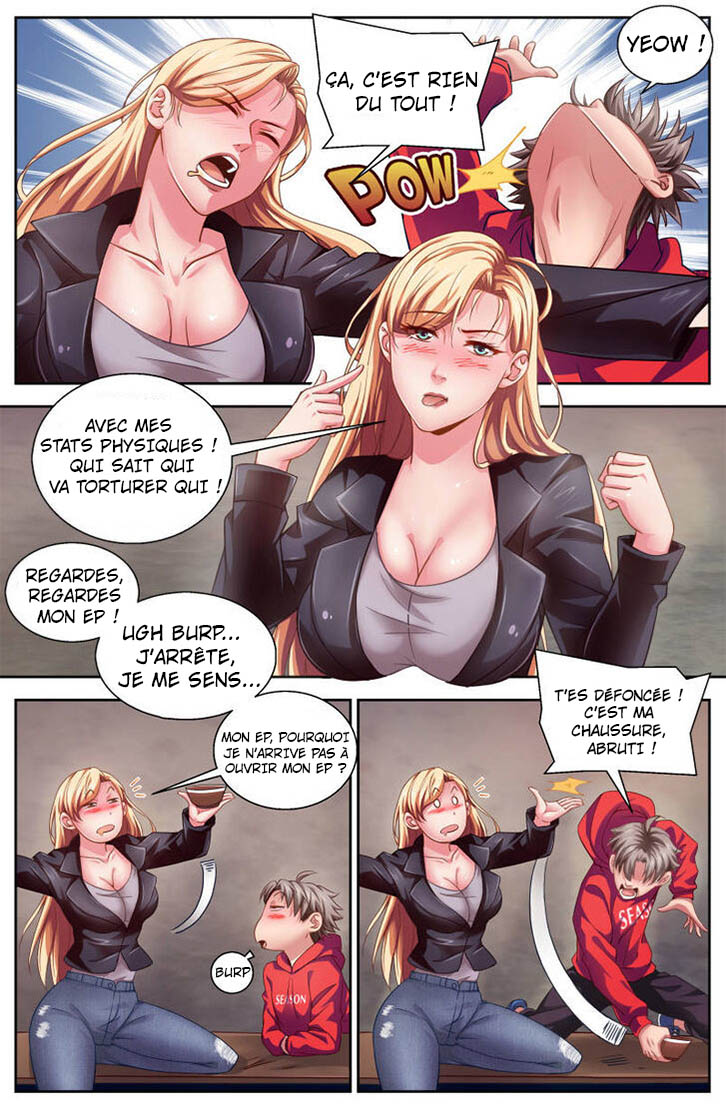 YEOW !
ÇA, C'EST RIEN
DU TOUT !
POW
AVEC MES
STATS PHYSIQUES !
QUI SAIT QUI
VA TORTURER QUI !
REGARDES,
REGARDES
MON EP !
UGH BURP...
J'ARRÊTE,
JE ME SENS...
MON EP, POURQUOI
JE N'ARRIVE PAS À
OUVRIR MON EP ?
BURP
SEASON
T'ES DÉFONCÉE !
C'EST MA
CHAUSSURE,
ABRUTI !
SEASON